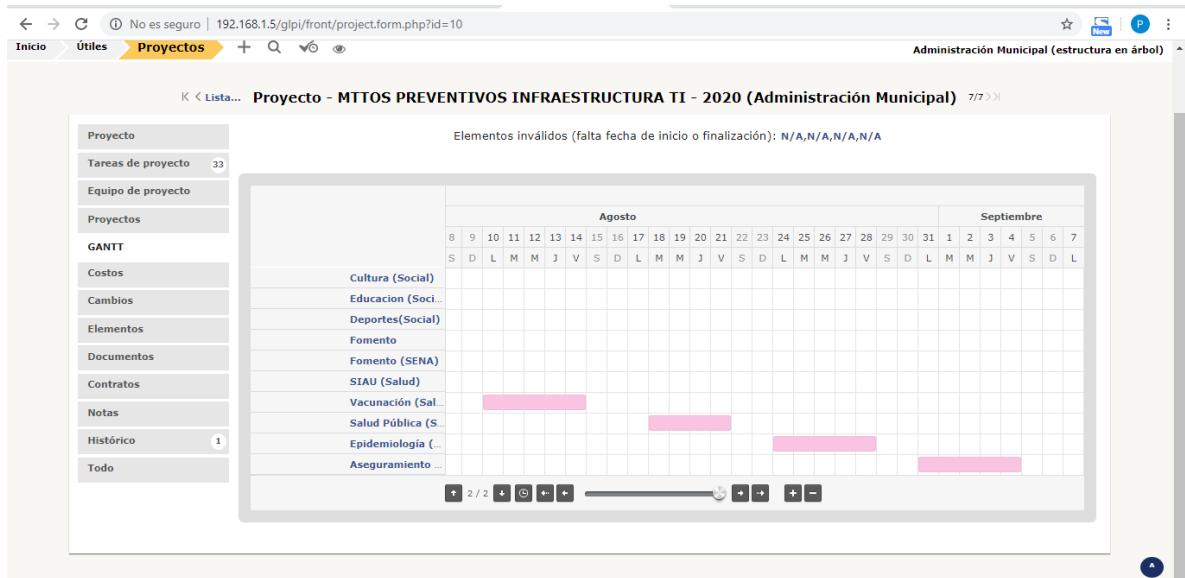 No es seguro | 192.168.1.5/glpi/front/project.form.php?id=10
New
P
Inicio Útiles Proyectos
Administración Municipal (estructura en árbol)
Lista... Proyecto - MTTOS PREVENTIVOS INFRAESTRUCTURA TI - 2020 (Administración Municipal) 7/7
Proyecto
Tareas de proyecto 33
Equipo de proyecto
Proyectos
GANTT
Costos
Cambios
Elementos
Documentos
Contratos
Notas
Histórico 1
Todo
Elementos inválidos (falta fecha de inicio o finalización): N/A,N/A,N/A,N/A
Agosto Septiembre
8 9 10 11 12 13 14 15 16 17 18 19 20 21 22 23 24 25 26 27 28 29 30 31 1 2 3 4 5 6 7
S D L M M J V S D L M M J V S D L M M J V S D L M M J V S D L
Cultura (Social)
Educacion (Soci...
Deportes(Social)
Fomento
Fomento (SENA)
SIAU (Salud)
Vacunación (Sal...
Salud Pública (S...
Epidemiología (...
Aseguramiento ...
2 / 2